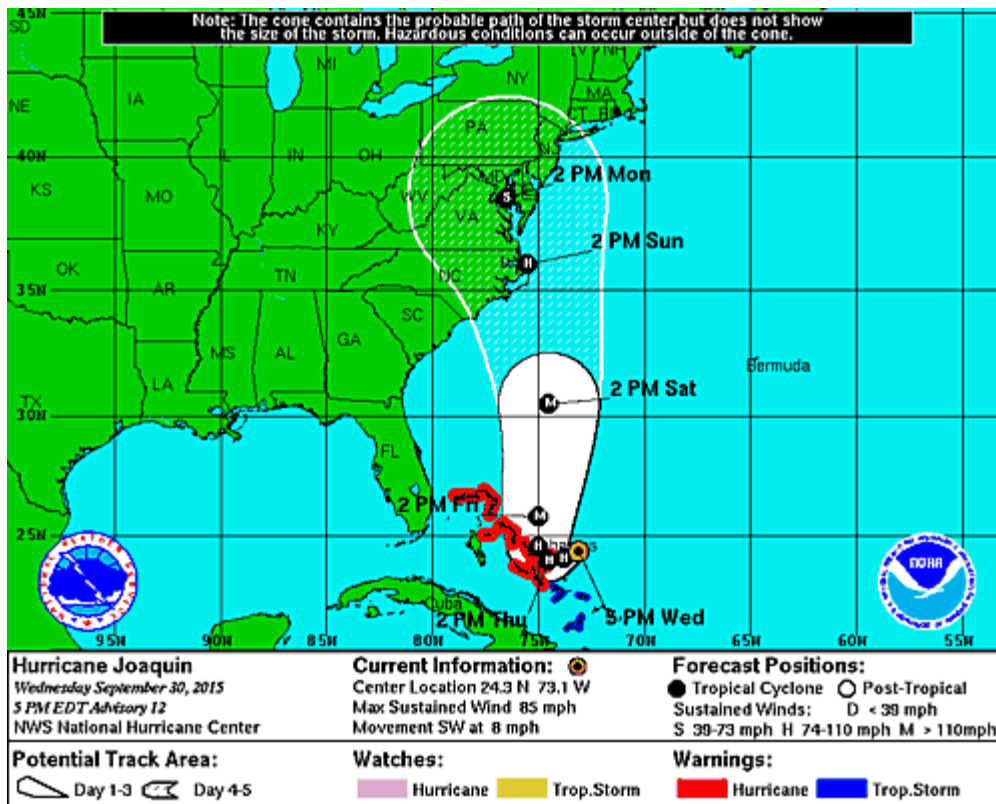 Note: The cone contains the probable path of the storm center but does not show
the size of the storm. Hazardous conditions can occur outside of the cone.
45N
SD
MI
NY
NH
MA
NE
IA
CT
PA
IL
IN
OH
40N
MD
2 PM Mon
KS
MO
WV
VA
KY
2 PM Sun
OK
TN
NC
AR
35N
SC
MS
AL
GA
Bermuda
LA
TX
2 PM Sat
30N
FL
2 PM Fri
25N
NOAA
Cuba
2 PM Thu
5 PM Wed
95W 90W 85W 80W 75W 70W 65W 60W 55W
Hurricane Joaquin
Wednesday September 30, 2015
5 PM EDT Advisory 12
NWS National Hurricane Center
Current Information:
Center Location 24.3 N 73.1 W
Max Sustained Wind 85 mph
Movement SW at 8 mph
Forecast Positions:
Tropical Cyclone Post-Tropical
Sustained Winds: D < 39 mph
S 39-73 mph H 74-110 mph M > 110mph
Potential Track Area:
Day 1-3 Day 4-5
Watches:
Hurricane Trop.Storm
Warnings:
Hurricane Trop.Storm